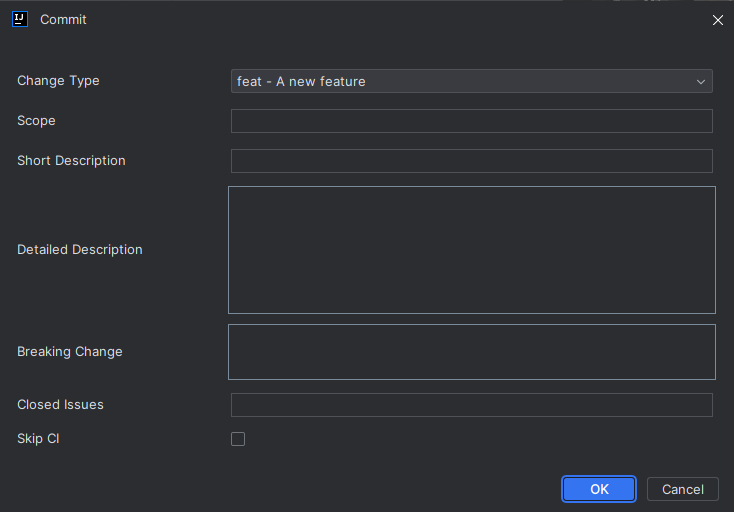 IJ
Commit
Change Type
feat - A new feature
Scope
Short Description
Detailed Description
Breaking Change
Closed Issues
Skip CI
OK
Cancel